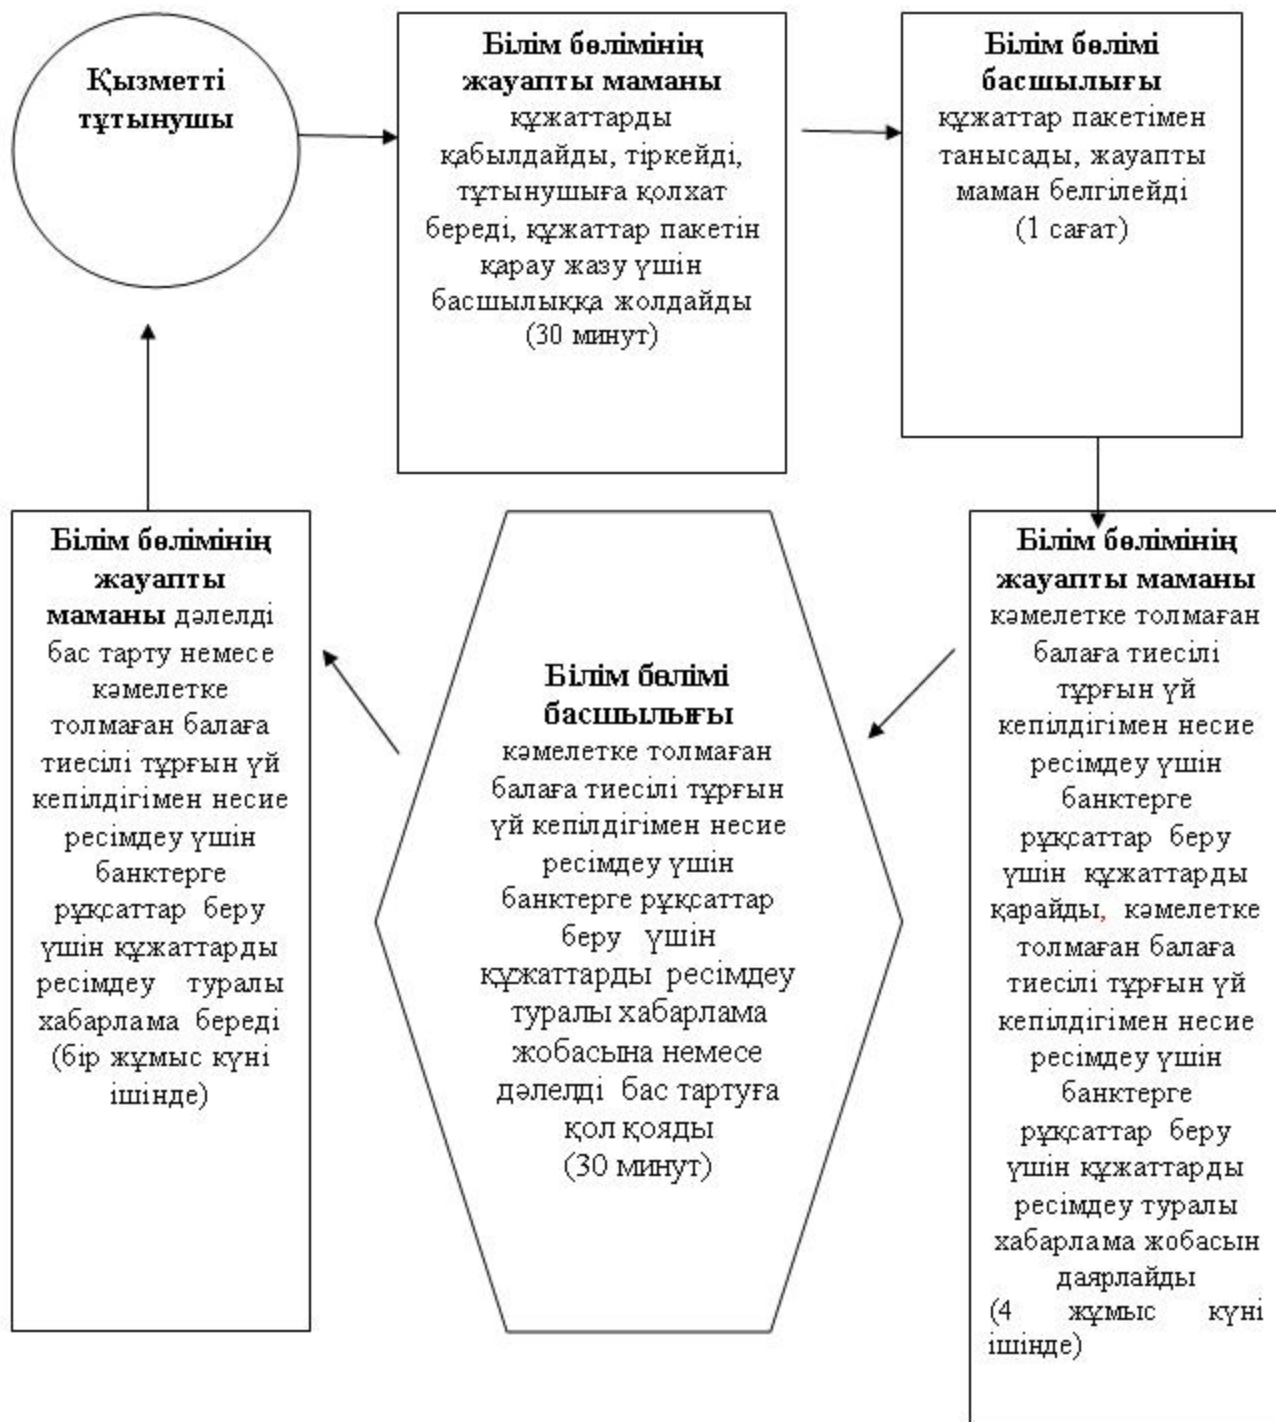 Қызметті
тұтынушы
Білім бөлімінің
жауапты маманы
құжаттарды
қабылдайды, тіркейді,
тұтынушыға қолхат
береді, құжаттар пакетін
қарау жазу үшін
басшылыққа жолдайды
(30 минут)
Білім бөлімі
басшылығы
құжаттар пакетімен
танысады, жауапты
маман белгілейді
(1 сағат)
Білім бөлімінің
жауапты маманы
кәмелетке толмаған
балаға тиесілі
тұрғын үй
кепілдігімен несие
ресімдеу үшін
банктерге
рұқсаттар беру
үшін құжаттарды
қарайды, кәмелетке
толмаған балаға
тиесілі тұрғын үй
кепілдігімен несие
ресімдеу үшін
банктерге
рұқсаттар беру
үшін құжаттарды
ресімдеу туралы
хабарлама жобасын
даярлайды
(4 жұмыс күні
ішінде)
Білім бөлімі
басшылығы
кәмелетке толмаған
балаға тиесілі тұрғын
үй кепілдігімен несие
ресімдеу үшін
банктерге рұқсаттар
беру үшін
құжаттарды ресімдеу
туралы хабарлама
жобасына немесе
дәлелді бас тартуға
қол қояды
(30 минут)
Білім бөлімінің
жауапты
маманы дәлелді
бас тарту немесе
кәмелетке
толмаған балаға
тиесілі тұрғын үй
кепілдігімен несие
ресімдеу үшін
банктерге
рұқсаттар беру
үшін құжаттарды
ресімдеу туралы
хабарлама береді
(бір жұмыс күні
ішінде)